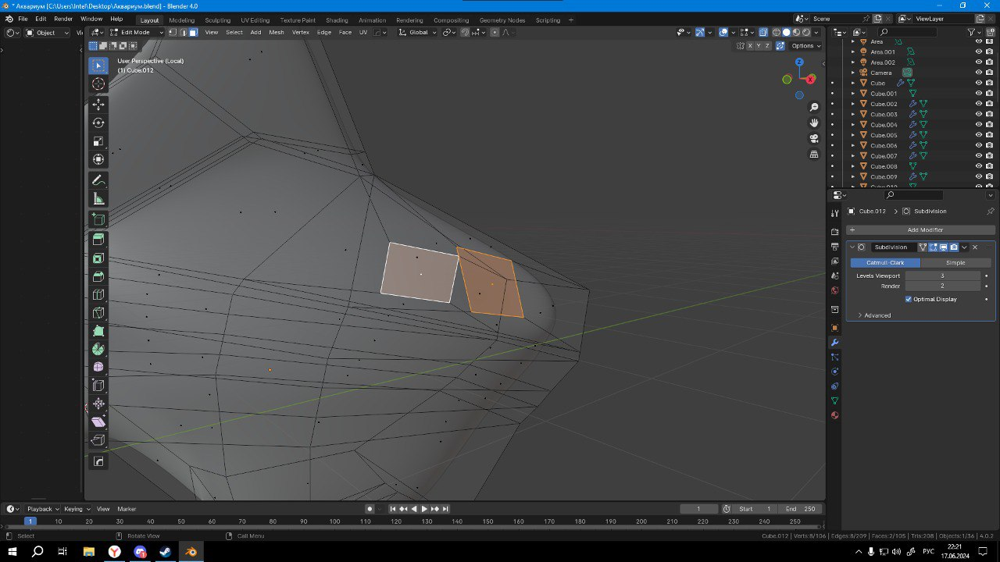 * Аквариум [C:\Users\Intel\Desktop\Аквариум.blend] - Blender 4.0
File Edit Render Window Help
Layout Modeling Sculpting UV Editing Texture Paint Shading Animation Rendering Compositing Geometry Nodes Scripting +
Scene ViewLayer
Object
Edit Mode View Select Add Mesh Vertex Edge Face UV Global
X Y Z Options
User Perspective (Local)
(1) Cube.012
Z
X
Area
Area.001
Area.002
Camera
Cube
Cube.001
Cube.002
Cube.003
Cube.004
Cube.005
Cube.006
Cube.007
Cube.008
Cube.009
Cube.012 > Subdivision
+ Add Modifier
Subdivision
Catmull-Clark Simple
Levels Viewport 3
Render 2
Optimal Display
Advanced
Playback Keying View Marker
1 Start 1 End 250
1 10 20 30 40 50 60 70 80 90 100 110 120 130 140 150 160 170 180 190 200 210 220 230 240 250
Select Rotate View Call Menu
Cube.012 | Verts:8/106 | Edges:8/209 | Faces:2/105 | Tris:208 | Objects:1/36 | 4.0.2
РУС
22:21
17.06.2024